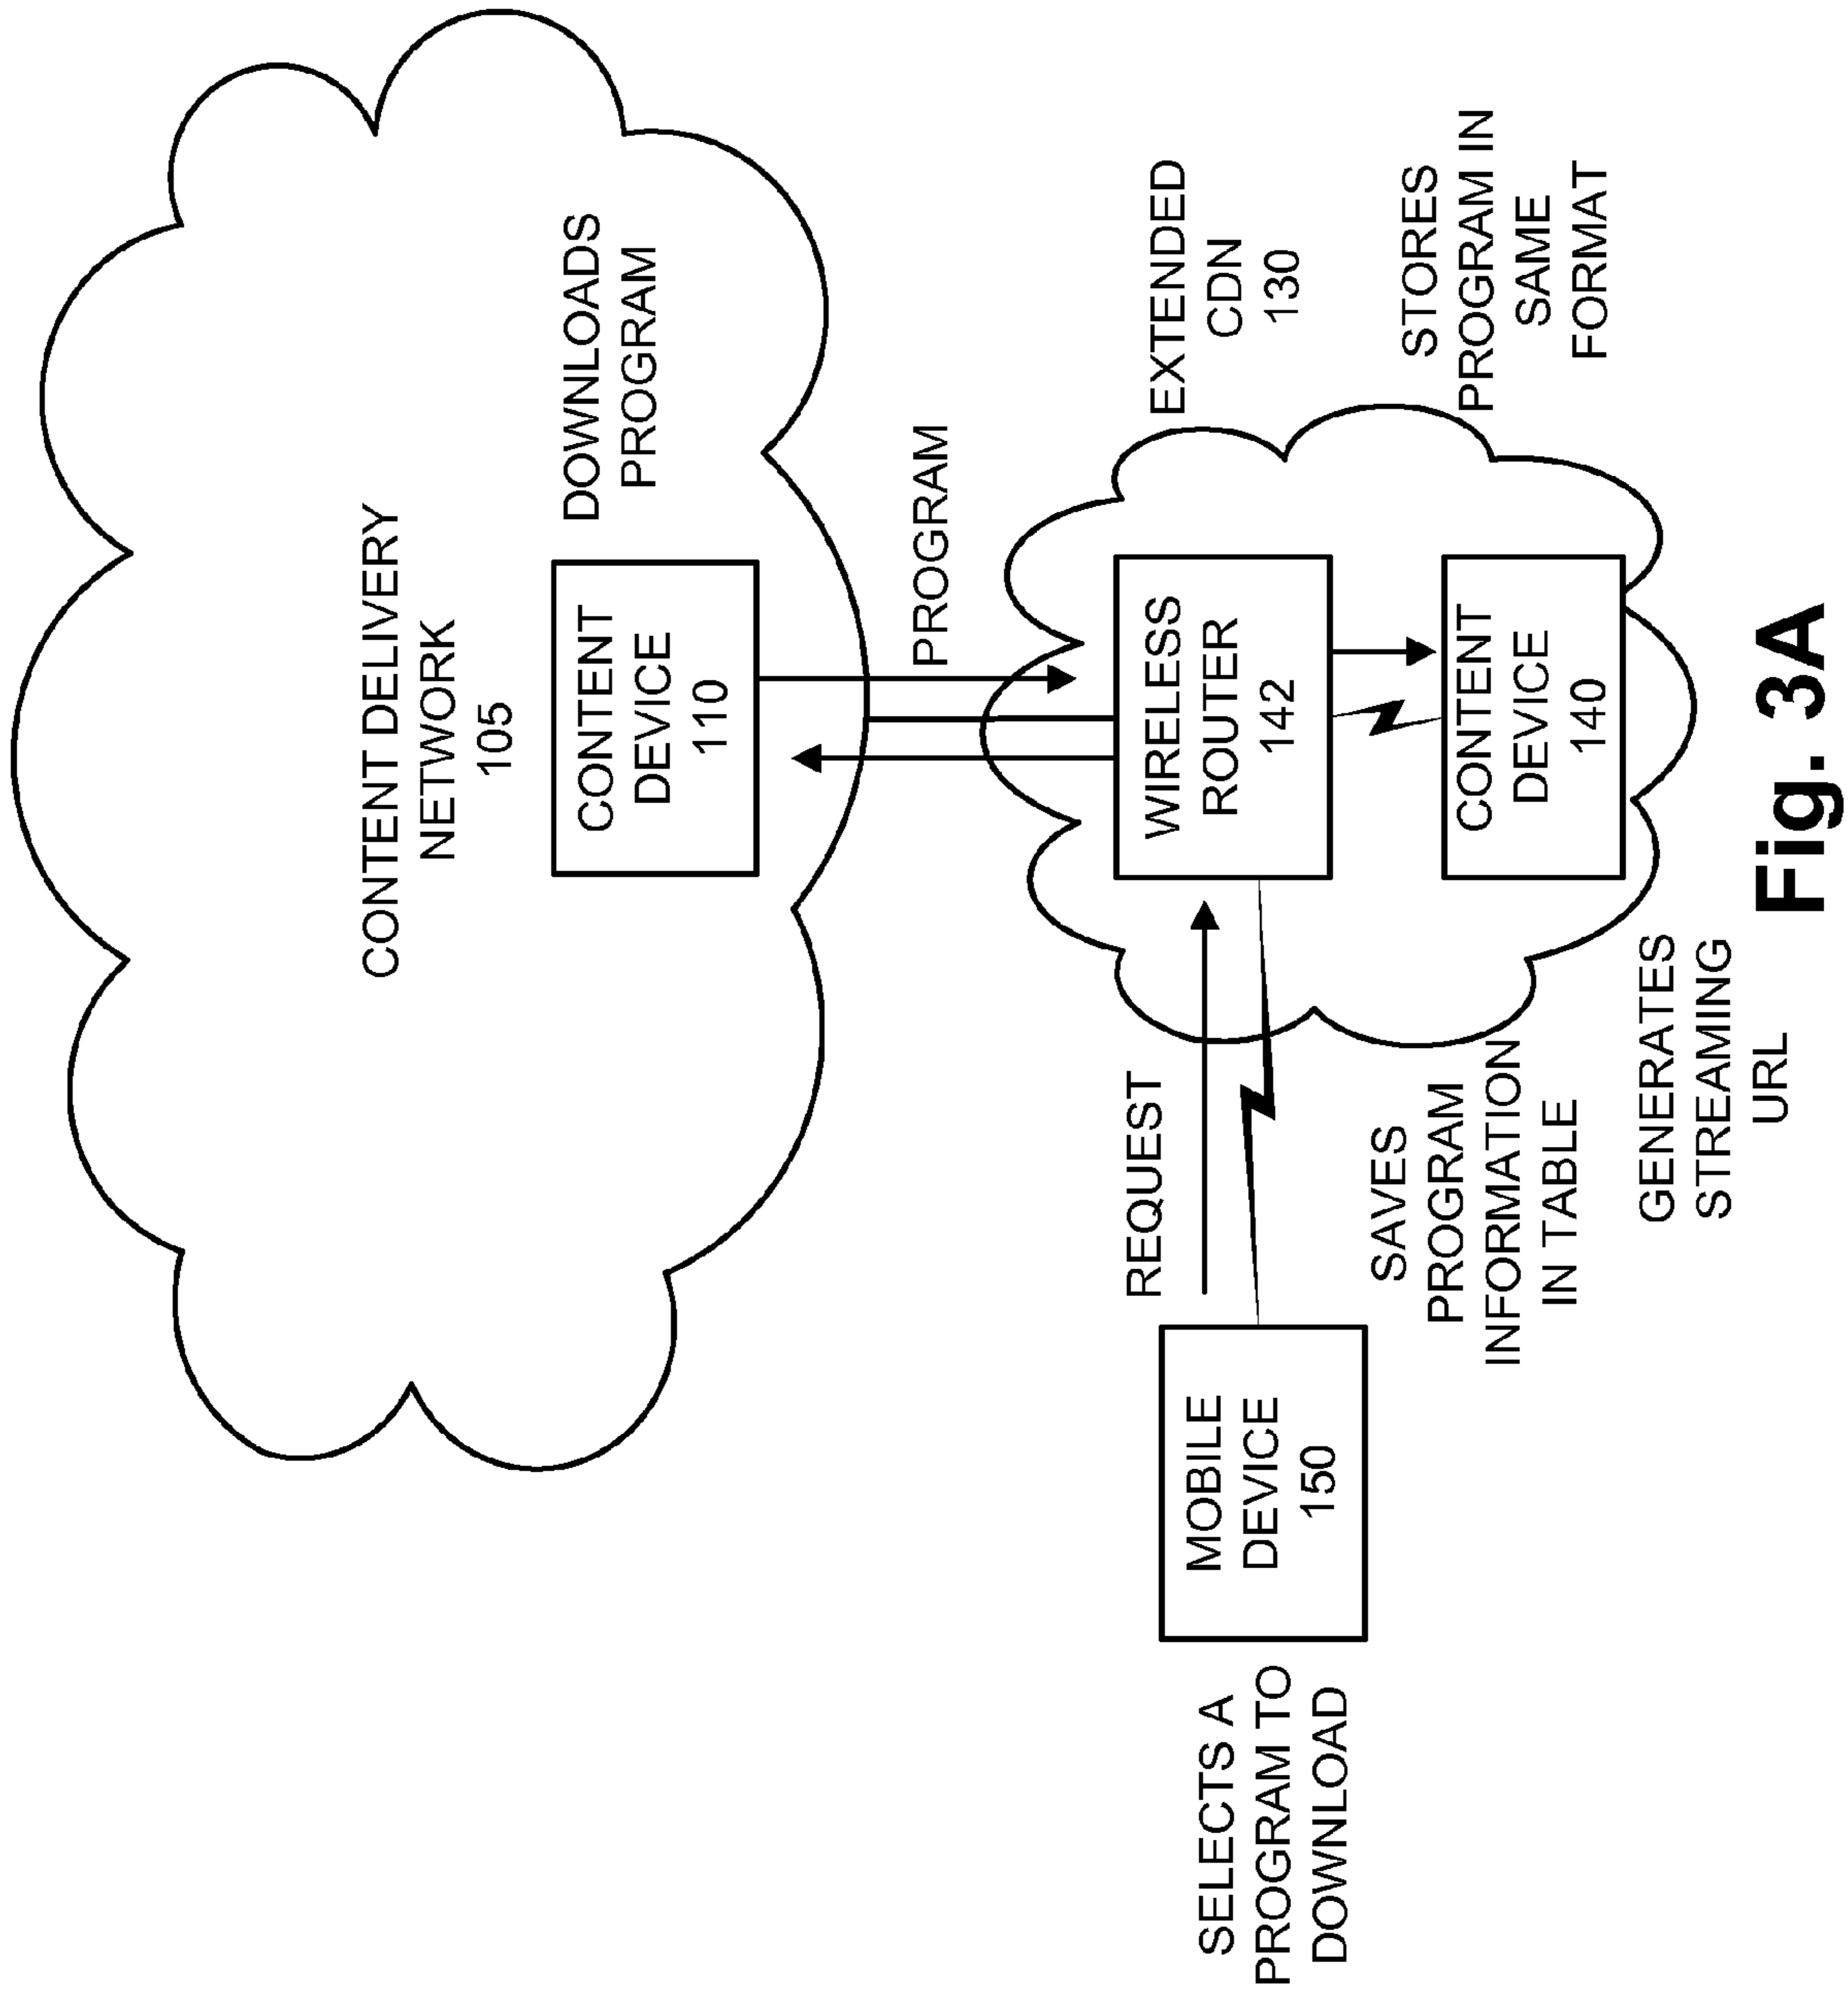 CONTENT DELIVERY
NETWORK
105
DOWNLOADS
PROGRAM
CONTENT
DEVICE
110
PROGRAM
EXTENDED
CDN
130
REQUEST
WIRELESS
ROUTER
142
SELECTS A
PROGRAM TO
DOWNLOAD
MOBILE
DEVICE
150
SAVES
PROGRAM
INFORMATION
IN TABLE
CONTENT
DEVICE
140
STORES
PROGRAM IN
SAME
FORMAT
GENERATES
STREAMING
URL
Fig. 3A